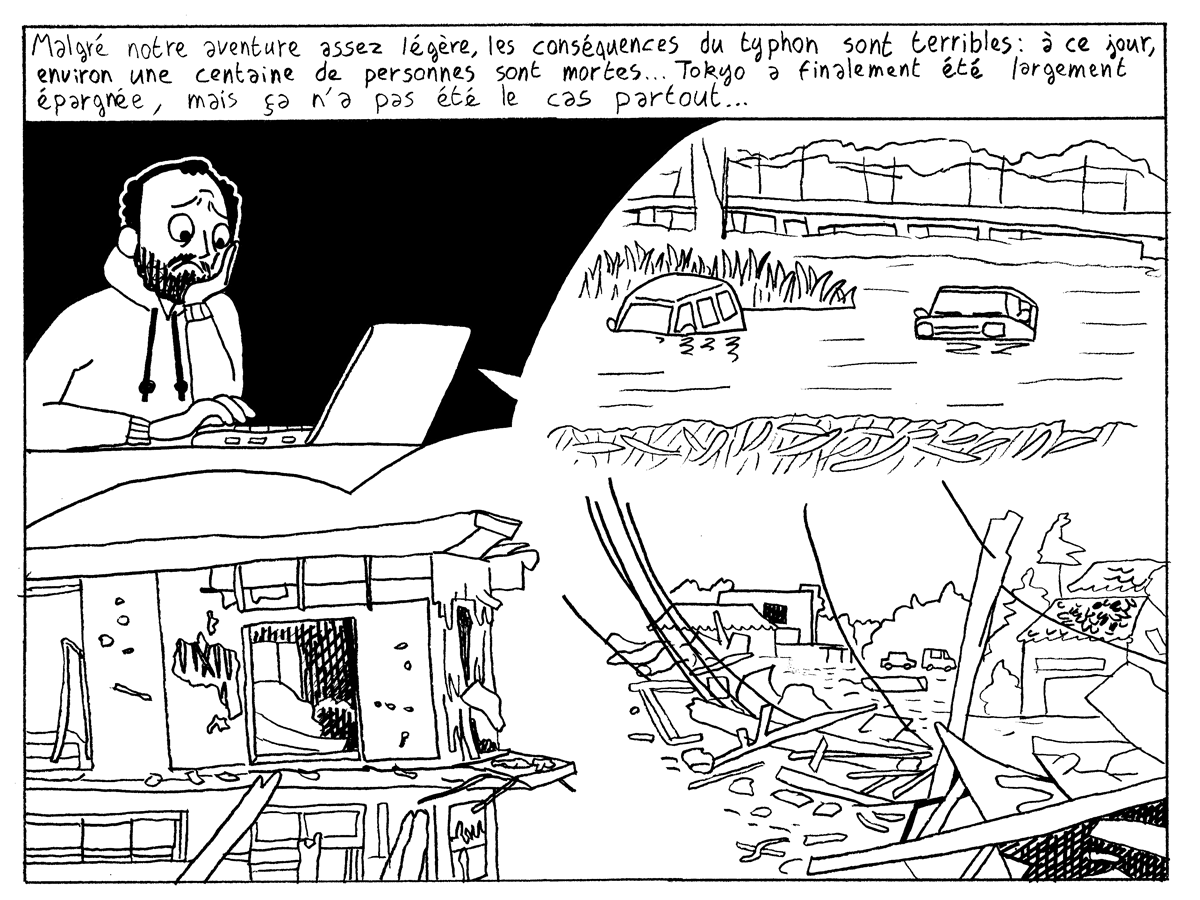 Malgré notre aventure assez légère, les conséquences du typhon sont terribles : à ce jour,
environ une centaine de personnes sont mortes... Tokyo a finalement été largement
épargnée, mais ça n'a pas été le cas partout...